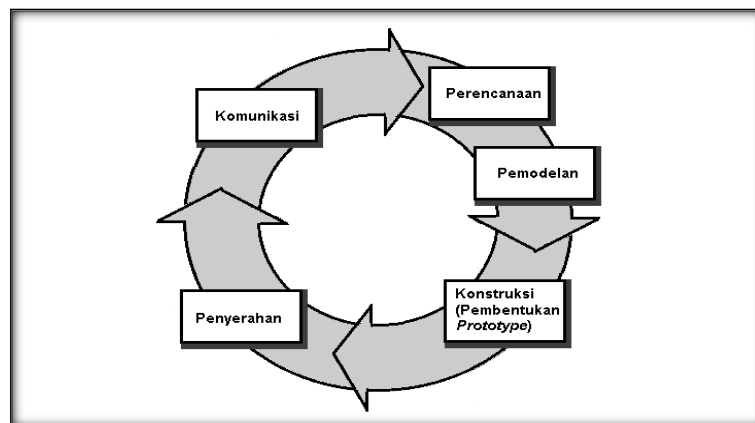 Komunikasi
Perencanaan
Pemodelan
Konstruksi
(Pembentukan
Prototype)
Penyerahan